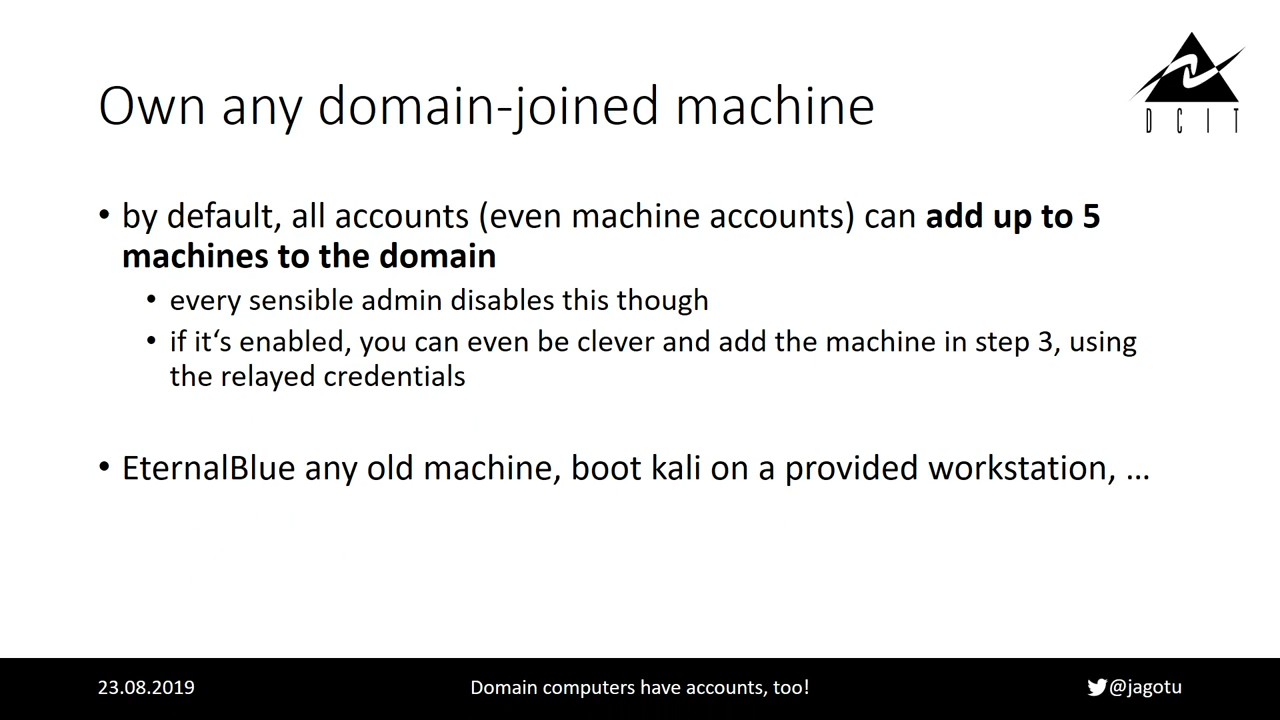 Own any domain-joined machine
DCIT
• by default, all accounts (even machine accounts) can add up to 5
machines to the domain
• every sensible admin disables this though
• if it‘s enabled, you can even be clever and add the machine in step 3, using
the relayed credentials
• EternalBlue any old machine, boot kali on a provided workstation, …
23.08.2019
Domain computers have accounts, too!
@jagotu